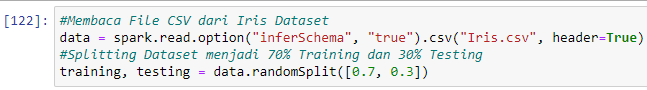 [122]: #Membaca File CSV dari Iris Dataset
data = spark.read.option("inferSchema", "true").csv("Iris.csv", header=True)
#Splitting Dataset menjadi 70% Training dan 30% Testing
training, testing = data.randomSplit([0.7, 0.3])